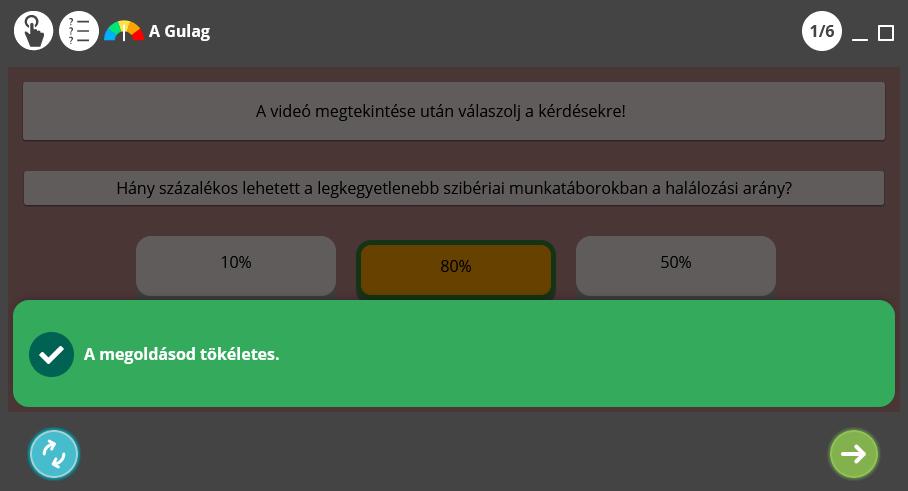 A Gulag
1/6
A videó megtekintése után válaszolj a kérdésekre!
Hány százalékos lehetett a legkegyetlenebb szibériai munkatáborokban a halálozási arány?
10%
80%
50%
A megoldásod tökéletes.